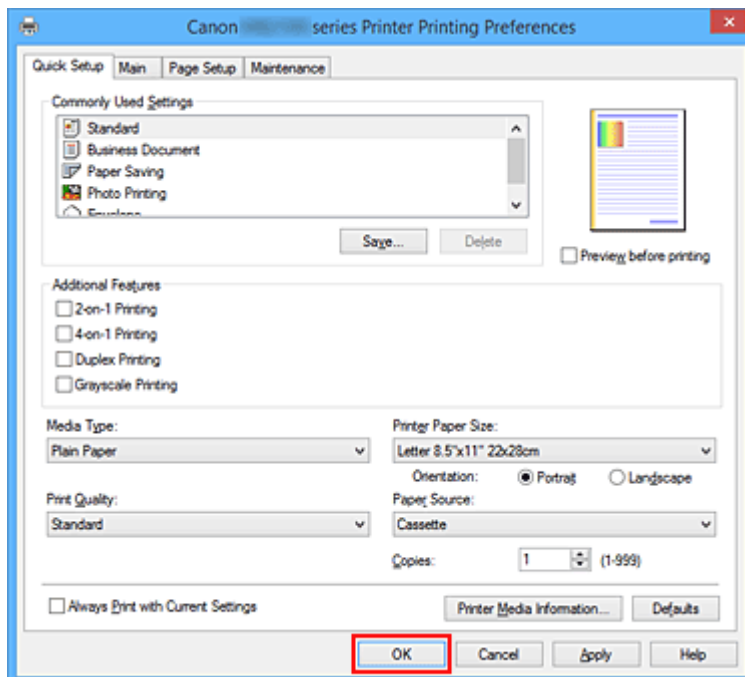 Canon series Printer Printing Preferences
Quick Setup Main Page Setup Maintenance
Commonly Used Settings
Standard
Business Document
Paper Saving
Photo Printing
Envelope
Save... Delete
Preview before printing
Additional Features
2-on-1 Printing
4-on-1 Printing
Duplex Printing
Grayscale Printing
Media Type: Printer Paper Size:
Plain Paper Letter 8.5"x11" 22x28cm
Orientation: Portrait Landscape
Print Quality: Paper Source:
Standard Cassette
Copies: 1 (1-999)
Always Print with Current Settings Printer Media Information... Defaults
OK Cancel Apply Help